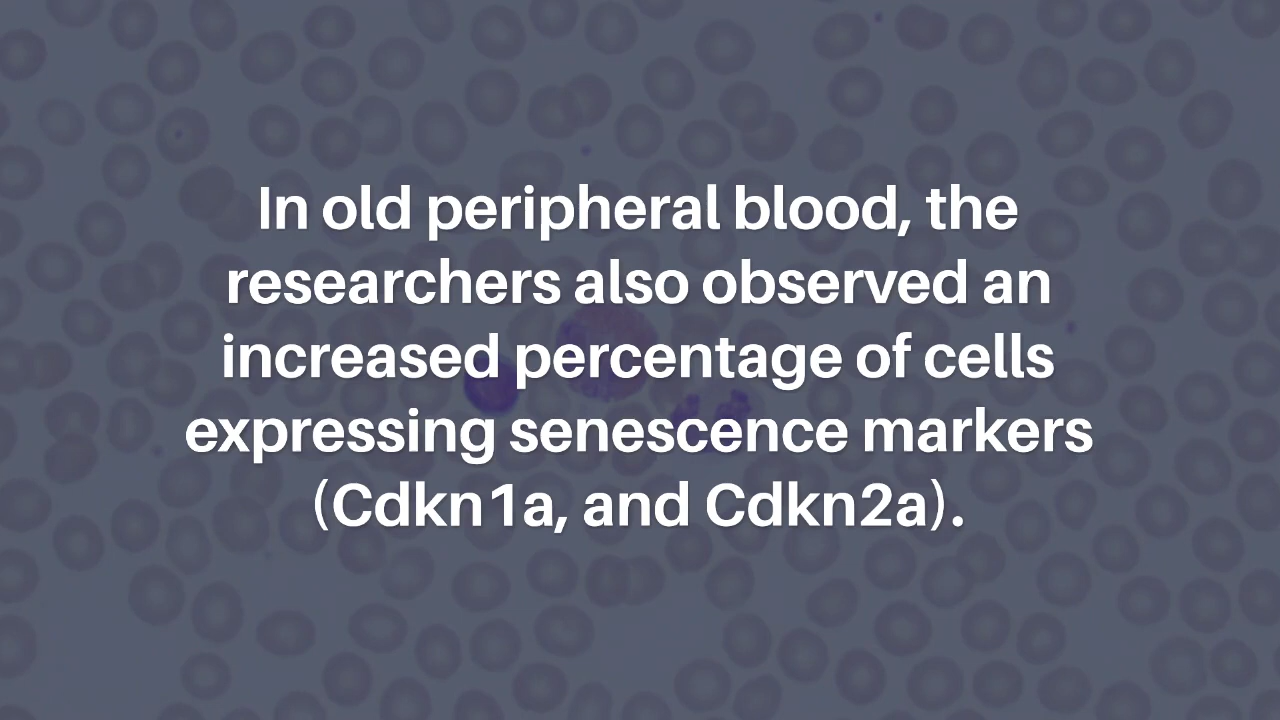 In old peripheral blood, the
researchers also observed an
increased percentage of cells
expressing senescence markers
(Cdkn1a, and Cdkn2a).